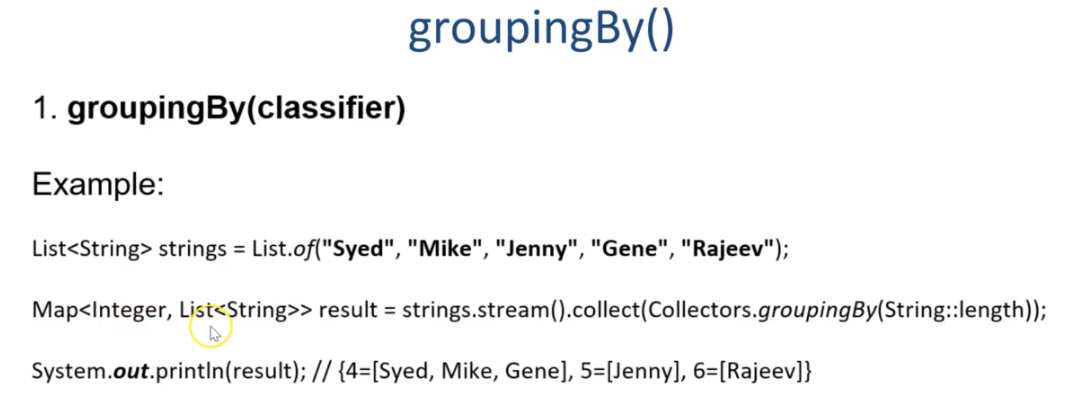 groupingBy()
1. groupingBy(classifier)
Example:
List<String> strings = List.of("Syed", "Mike", "Jenny", "Gene", "Rajeev");
Map<Integer, List<String>> result = strings.stream().collect(Collectors.groupingBy(String::length));
System.out.println(result); // {4=[Syed, Mike, Gene], 5=[Jenny], 6=[Rajeev]}